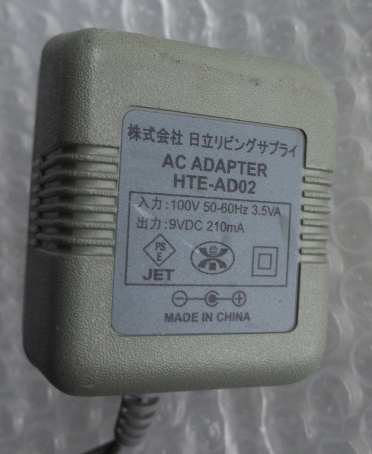 株式会社 日立リビングサプライ
AC ADAPTER
HTE-AD02
入力:100V 50-60Hz 3.5VA
出力:9VDC 210mA
PS
E
JET
MADE IN CHINA